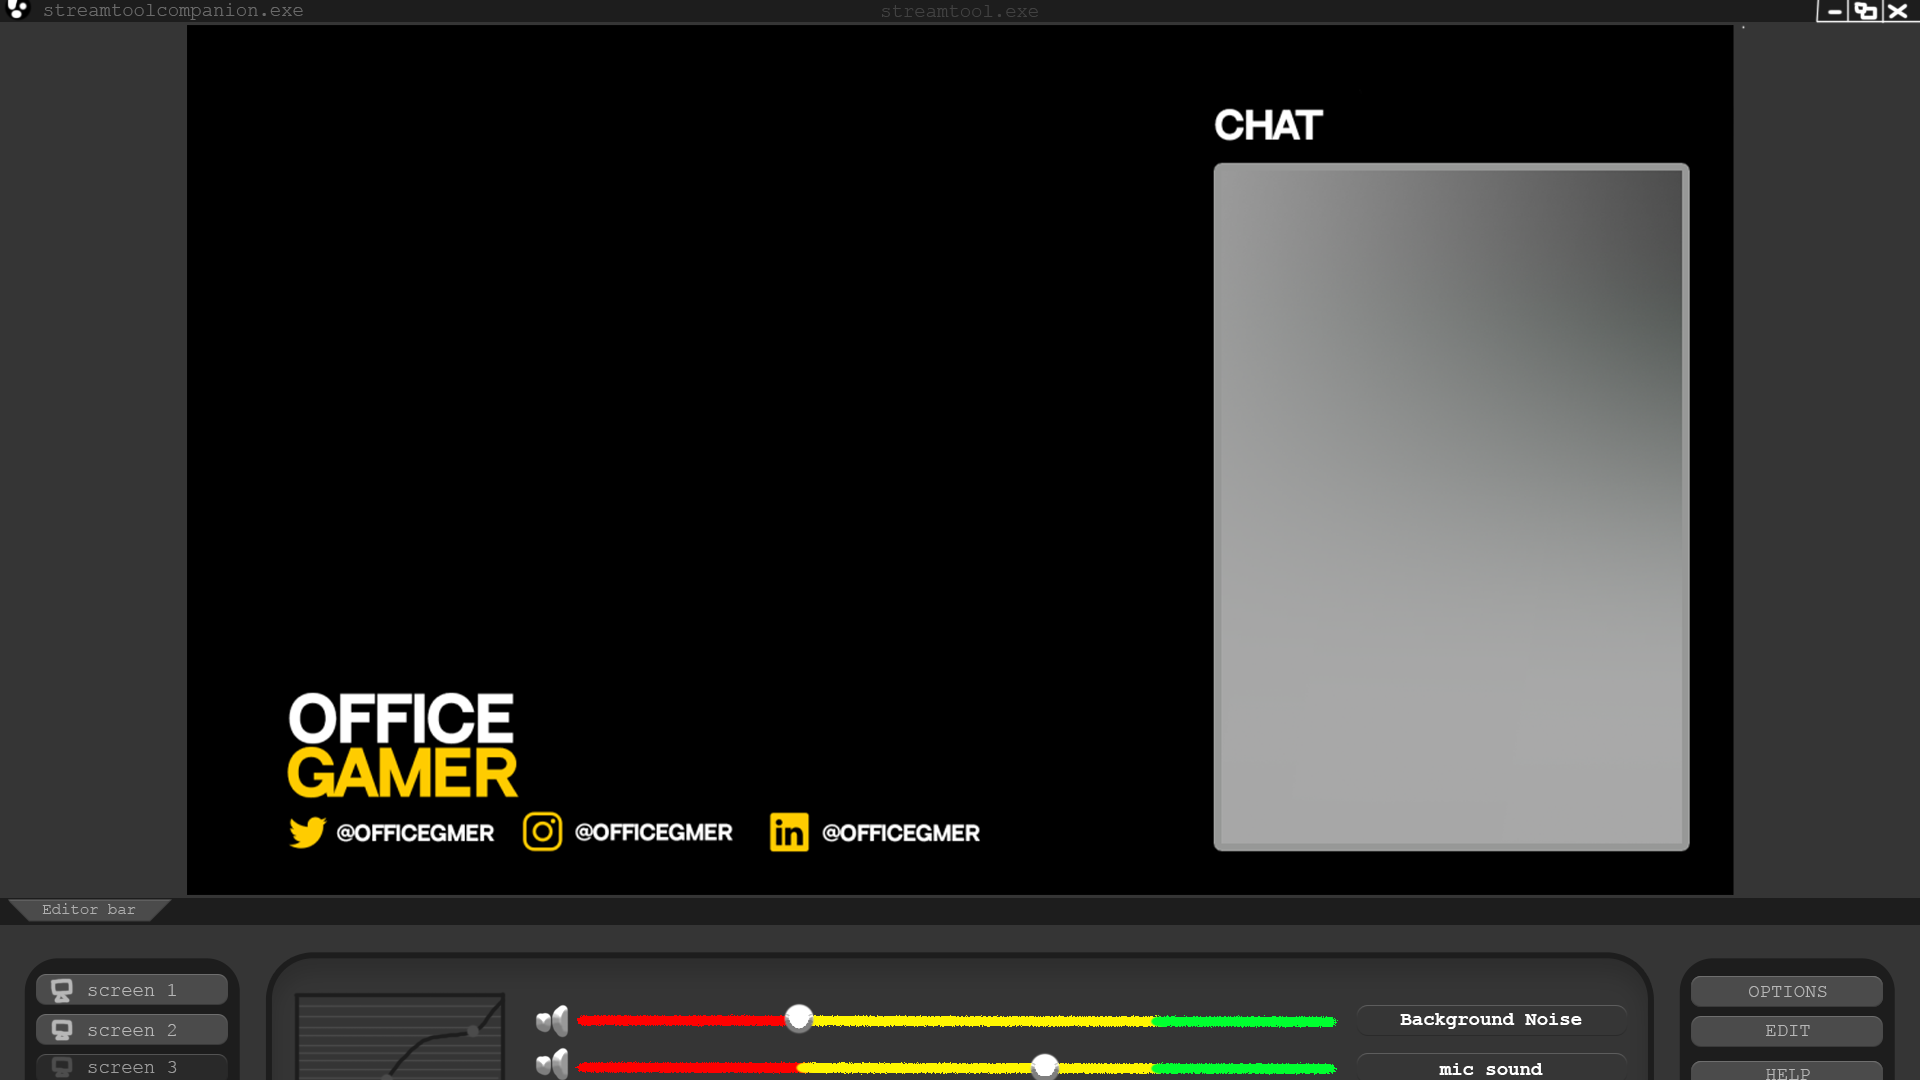 streamtoolcompanion.exe
streamtool.exe
CHAT
OFFICE
GAMER
@OFFICEGMER
@OFFICEGMER
in
@OFFICEGMER
Editor bar
screen 1
screen 2
screen 3
Background Noise
mic sound
OPTIONS
EDIT
HELP